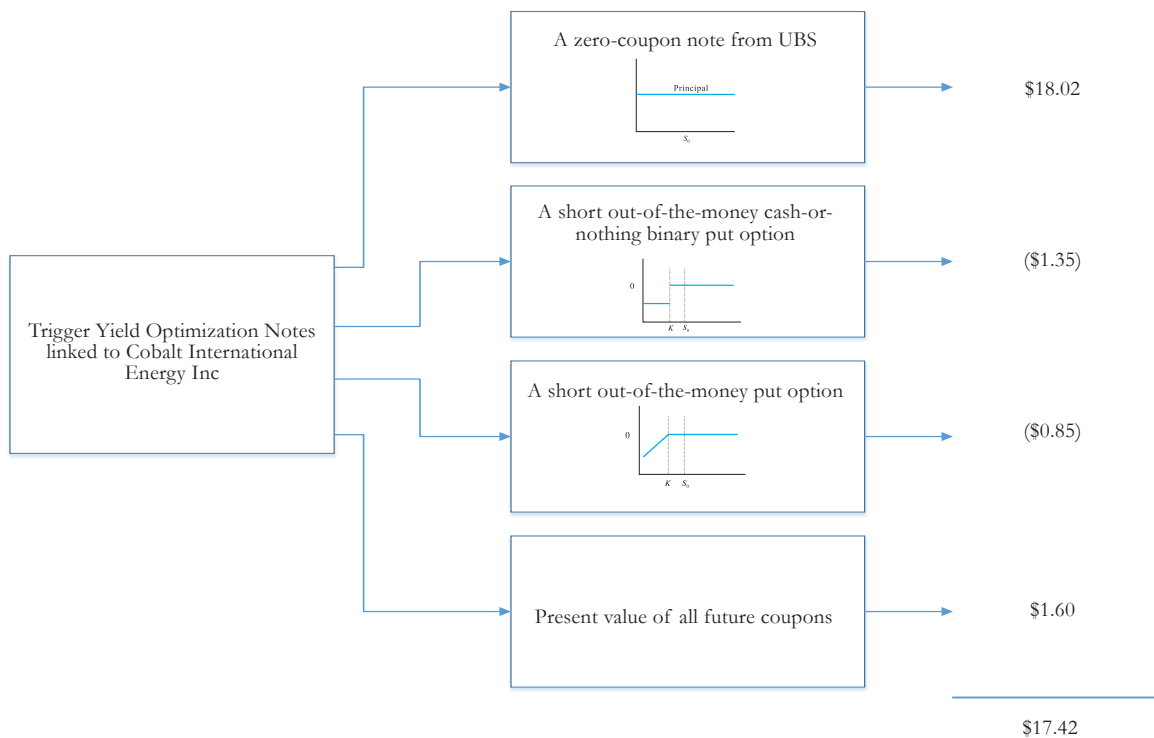 A zero-coupon note from UBS
Principal
S₀
$18.02
A short out-of-the-money cash-or-
nothing binary put option
0
K
S₀
($1.35)
Trigger Yield Optimization Notes
linked to Cobalt International
Energy Inc
A short out-of-the-money put option
0
K
S₀
($0.85)
Present value of all future coupons
$1.60
$17.42